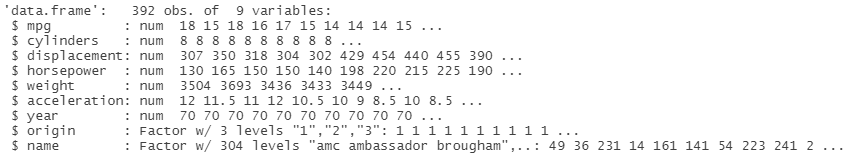 'data.frame':   392 obs. of  9 variables:
 $ mpg         : num  18 15 18 16 17 15 14 14 14 15 ...
 $ cylinders   : num  8 8 8 8 8 8 8 8 8 8 ...
 $ displacement: num  307 350 318 304 302 429 454 440 455 390 ...
 $ horsepower  : num  130 165 150 150 140 198 220 215 225 190 ...
 $ weight      : num  3504 3693 3436 3433 3449 ...
 $ acceleration: num  12 11.5 11 12 10.5 10 9 8.5 10 8.5 ...
 $ year        : num  70 70 70 70 70 70 70 70 70 70 ...
 $ origin      : Factor w/ 3 levels "1","2","3": 1 1 1 1 1 1 1 1 1 1 ...
 $ name        : Factor w/ 304 levels "amc ambassador brougham",..: 49 36 231 14 161 141 54 223 241 2 ...